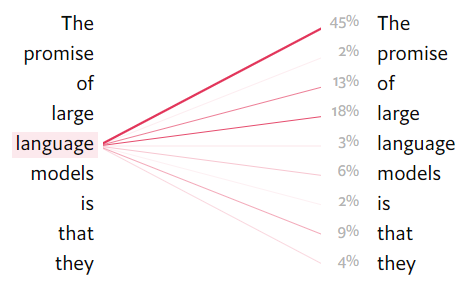 The 45% The
promise 2% promise
of 13% of
large 18% large
language 3% language
models 6% models
is 2% is
that 9% that
they 4% they